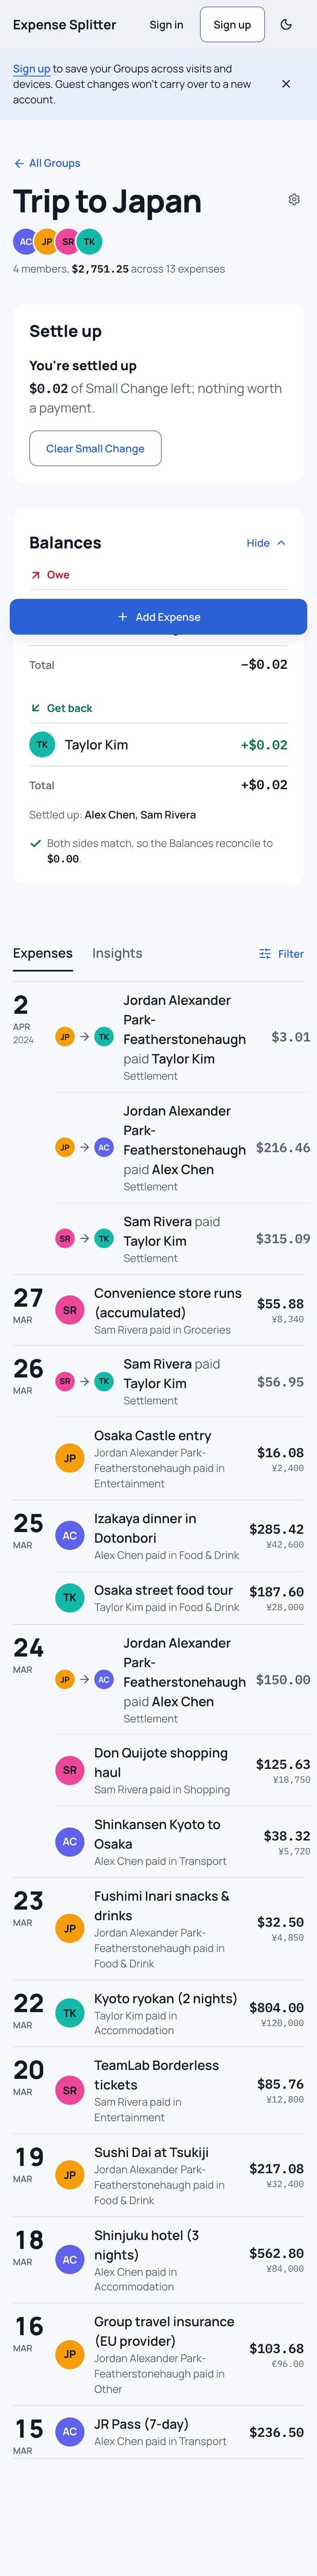 Expense Splitter
Sign in
Sign up
Sign up to save your Groups across visits and
devices. Guest changes won't carry over to a new
account.
All Groups
Trip to Japan
AC JP SR TK
4 members, $2,751.25 across 13 expenses
Settle up
You're settled up
$0.02 of Small Change left; nothing worth
a payment.
Clear Small Change
Balances
Hide
Owe
Add Expense
Total −$0.02
Get back
TK Taylor Kim +$0.02
Total +$0.02
Settled up: Alex Chen, Sam Rivera
Both sides match, so the Balances reconcile to
$0.00.
Expenses
Insights
Filter
2
APR
2024
JP → TK
Jordan Alexander
Park-
Featherstonehaugh
paid Taylor Kim
Settlement
$3.01
JP → AC
Jordan Alexander
Park-
Featherstonehaugh
paid Alex Chen
Settlement
$216.46
SR → TK
Sam Rivera paid
Taylor Kim
Settlement
$315.09
27
MAR
SR
Convenience store runs
(accumulated)
Sam Rivera paid in Groceries
$55.88
¥8,340
26
MAR
SR → TK
Sam Rivera paid
Taylor Kim
Settlement
$56.95
JP
Osaka Castle entry
Jordan Alexander Park-
Featherstonehaugh paid in
Entertainment
$16.08
¥2,400
25
MAR
AC
Izakaya dinner in
Dotonbori
Alex Chen paid in Food & Drink
$285.42
¥42,600
TK
Osaka street food tour
Taylor Kim paid in Food & Drink
$187.60
¥28,000
24
MAR
JP → AC
Jordan Alexander
Park-
Featherstonehaugh
paid Alex Chen
Settlement
$150.00
SR
Don Quijote shopping
haul
Sam Rivera paid in Shopping
$125.63
¥18,750
AC
Shinkansen Kyoto to
Osaka
Alex Chen paid in Transport
$38.32
¥5,720
23
MAR
JP
Fushimi Inari snacks &
drinks
Jordan Alexander Park-
Featherstonehaugh paid in
Food & Drink
$32.50
¥4,850
22
MAR
TK
Kyoto ryokan (2 nights)
Taylor Kim paid in
Accommodation
$804.00
¥120,000
20
MAR
SR
TeamLab Borderless
tickets
Sam Rivera paid in
Entertainment
$85.76
¥12,800
19
MAR
JP
Sushi Dai at Tsukiji
Jordan Alexander Park-
Featherstonehaugh paid in
Food & Drink
$217.08
¥32,400
18
MAR
AC
Shinjuku hotel (3
nights)
Alex Chen paid in
Accommodation
$562.80
¥84,000
16
MAR
JP
Group travel insurance
(EU provider)
Jordan Alexander Park-
Featherstonehaugh paid in
Other
$103.68
€96.00
15
MAR
AC
JR Pass (7-day)
Alex Chen paid in Transport
$236.50